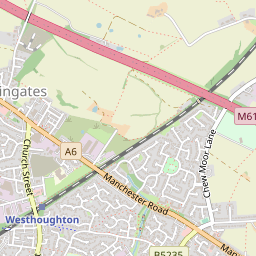 M61
ingates
A6
Church Street
Chew Moor Lane
Manchester Road
Westhoughton
Man
B5235